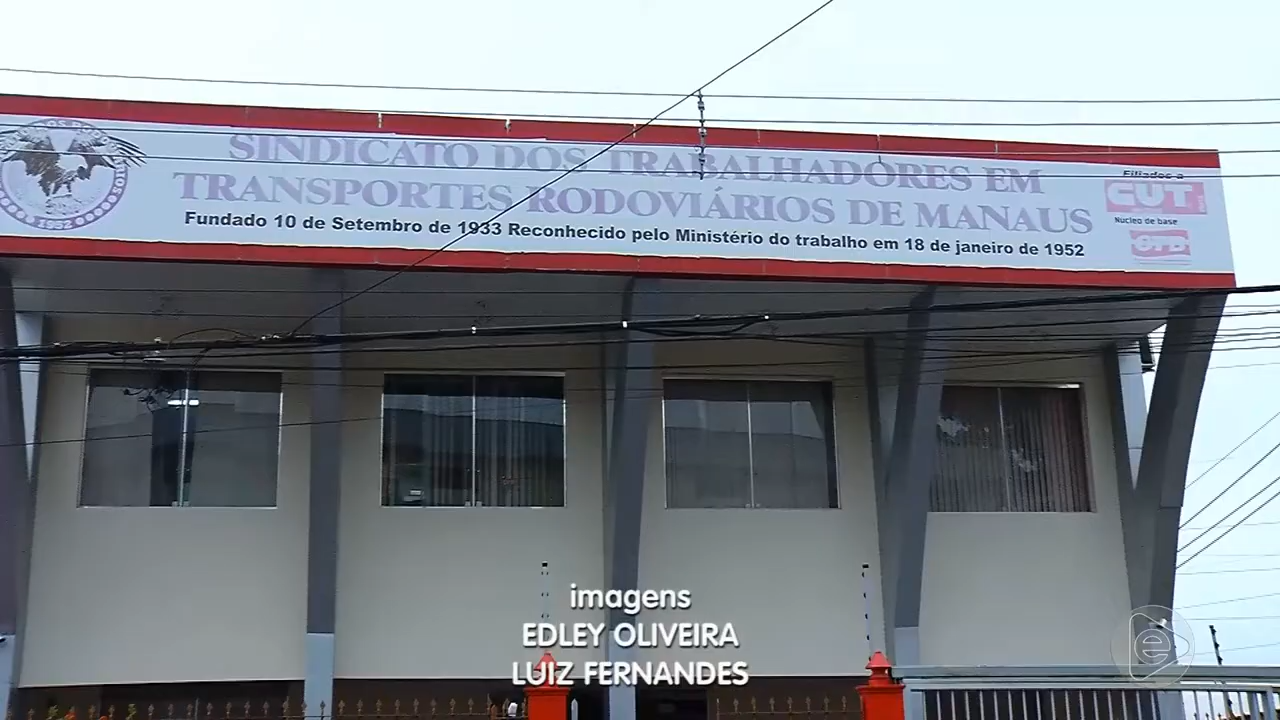 SINDICATO DOS TRABALHADORES EM
TRANSPORTES RODOVIÁRIOS DE MANAUS
Fundado 10 de Setembro de 1933 Reconhecido pelo Ministério do trabalho em 18 de janeiro de 1952
Filiados a
CUT
Nucleo de base
1952
imagens
EDLEY OLIVEIRA
LUIZ FERNANDES
e